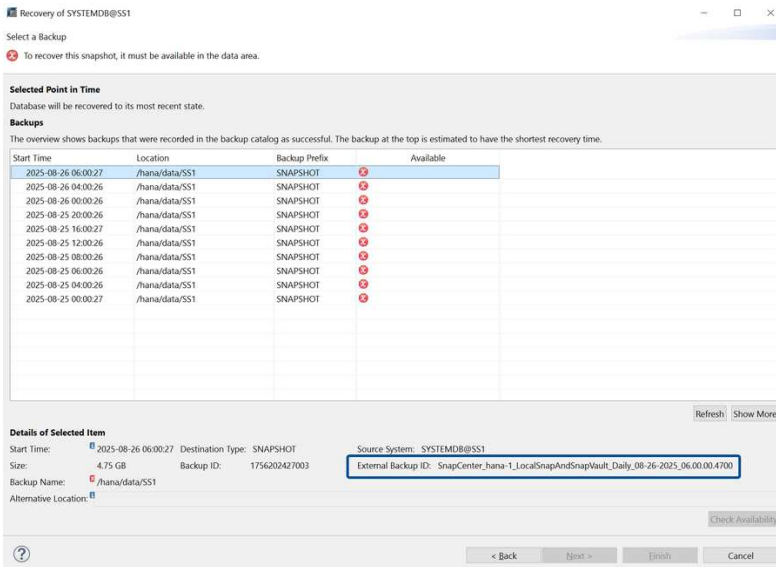 Recovery of SYSTEMDB@SS1
Select a Backup
To recover this snapshot, it must be available in the data area.
Selected Point in Time
Database will be recovered to its most recent state.
Backups
The overview shows backups that were recorded in the backup catalog as successful. The backup at the top is estimated to have the shortest recovery time.
Start Time Location Backup Prefix Available
2025-08-26 06:00:27 /hana/data/SS1 SNAPSHOT
2025-08-26 04:00:26 /hana/data/SS1 SNAPSHOT
2025-08-26 00:00:26 /hana/data/SS1 SNAPSHOT
2025-08-25 20:00:26 /hana/data/SS1 SNAPSHOT
2025-08-25 16:00:27 /hana/data/SS1 SNAPSHOT
2025-08-25 12:00:26 /hana/data/SS1 SNAPSHOT
2025-08-25 08:00:26 /hana/data/SS1 SNAPSHOT
2025-08-25 06:00:26 /hana/data/SS1 SNAPSHOT
2025-08-25 04:00:26 /hana/data/SS1 SNAPSHOT
2025-08-25 00:00:27 /hana/data/SS1 SNAPSHOT
Refresh Show More
Details of Selected Item
Start Time: 2025-08-26 06:00:27 Destination Type: SNAPSHOT Source System: SYSTEMDB@SS1
Size: 4.75 GB Backup ID: 1756202427003 External Backup ID: SnapCenter_hana-1_LocalSnapAndSnapVault_Daily_08-26-2025_06.00.00.4700
Backup Name: /hana/data/SS1
Alternative Location:
Check Availability
< Back Next > Finish Cancel